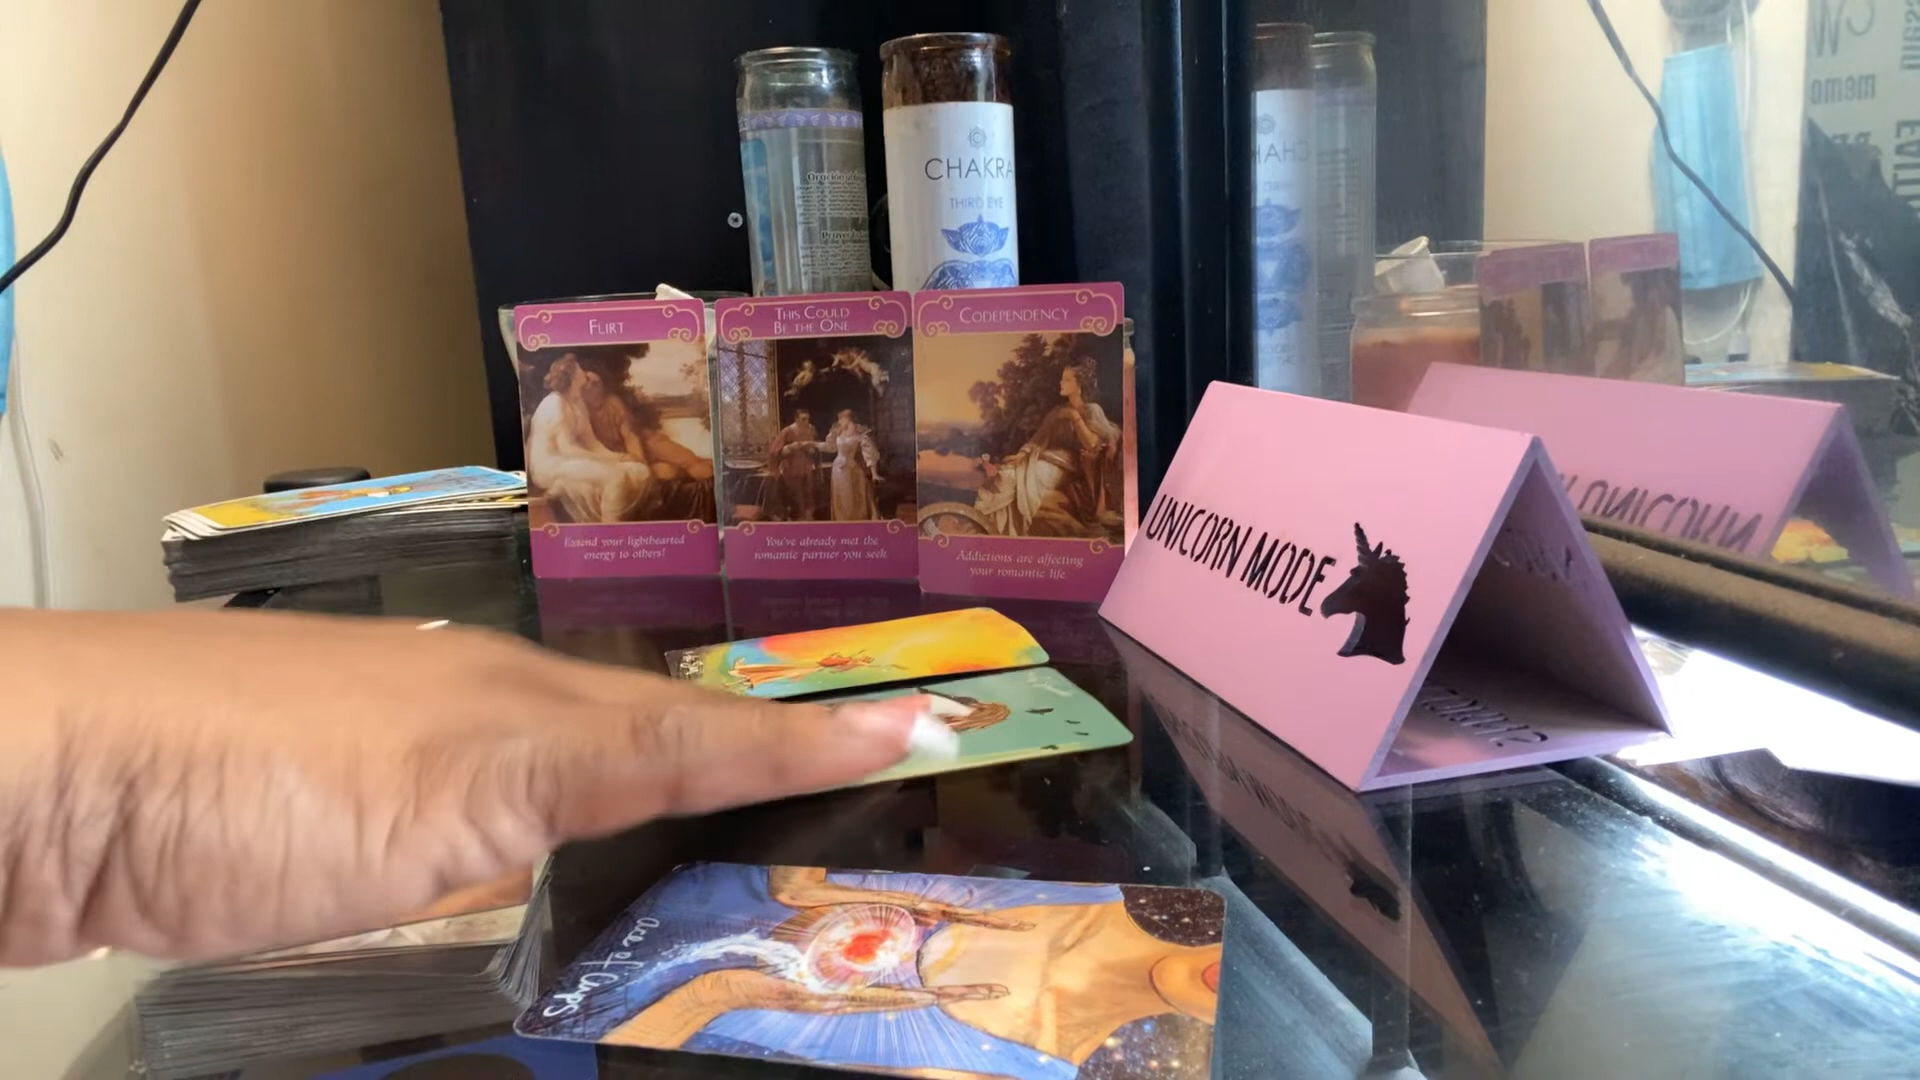 CHAKRA
THIRD EYE
FLIRT
Extend your lighthearted
energy to others!
THIS COULD
BE THE ONE
You've already met the
romantic partner you seek
CODEPENDENCY
Addictions are affecting
your romantic life
UNICORN MODE
Ace of Cups